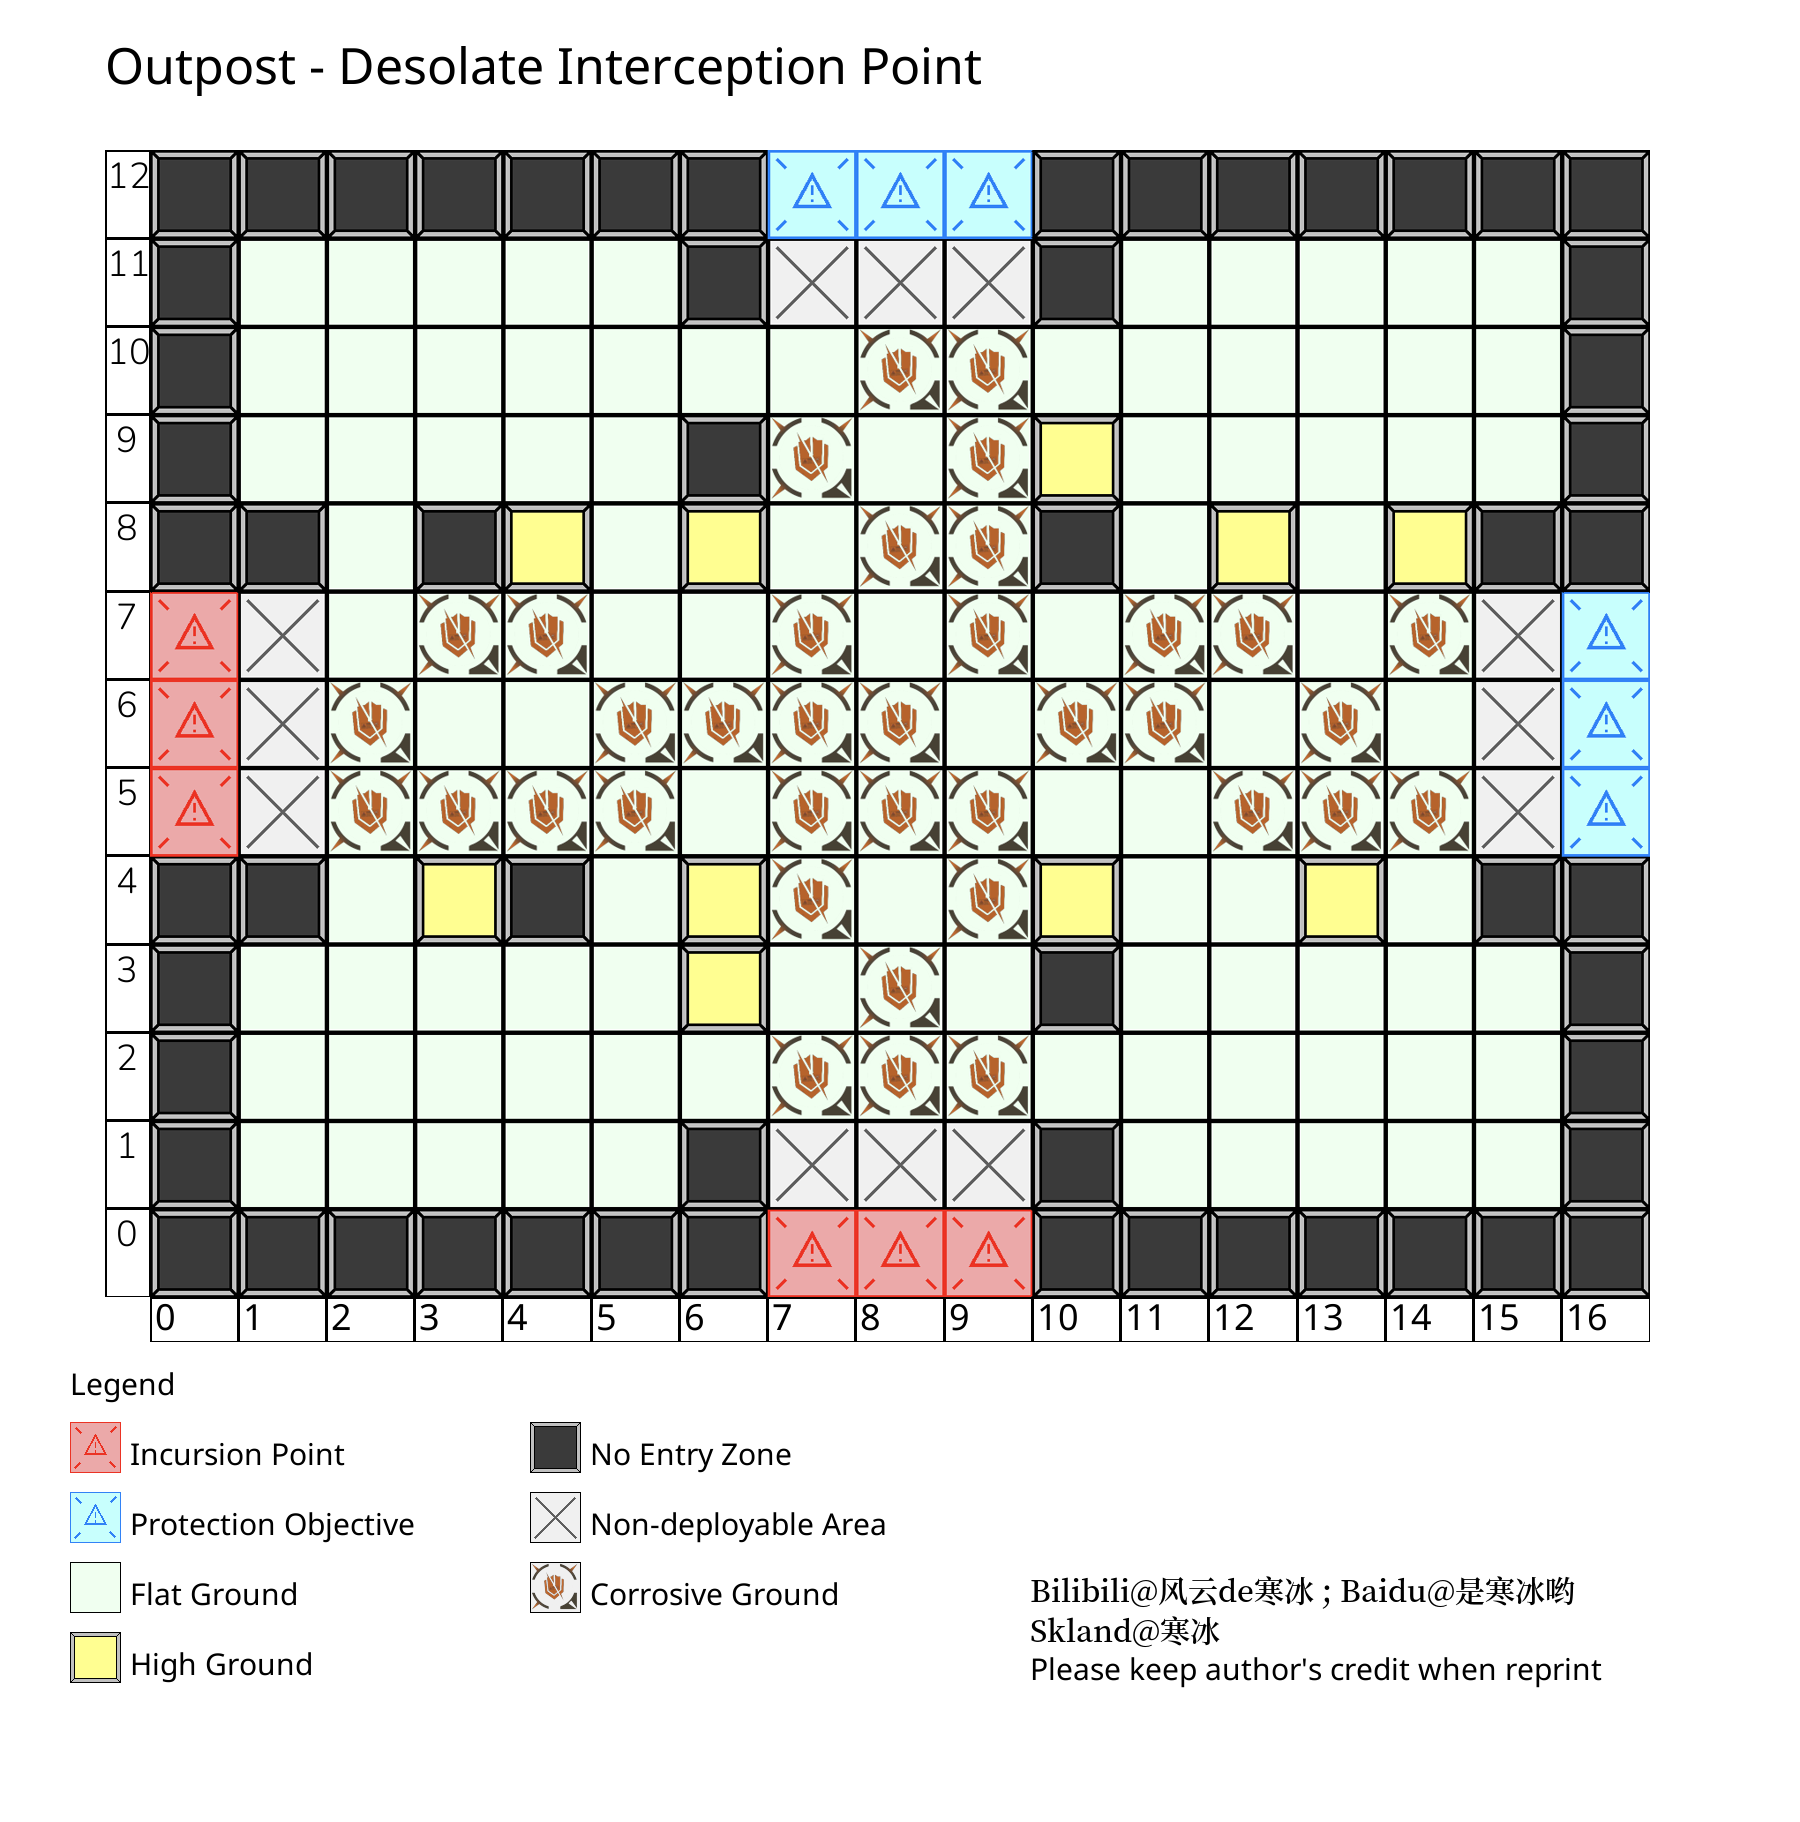 Outpost - Desolate Interception Point
12
11
10
9
8
7
6
5
4
3
2
1
0
0 1 2 3 4 5 6 7 8 9 10 11 12 13 14 15 16
Legend
Incursion Point
No Entry Zone
Protection Objective
Non-deployable Area
Flat Ground
Corrosive Ground
High Ground
Bilibili@风云de寒冰 ; Baidu@是寒冰哟
Skland@寒冰
Please keep author's credit when reprint